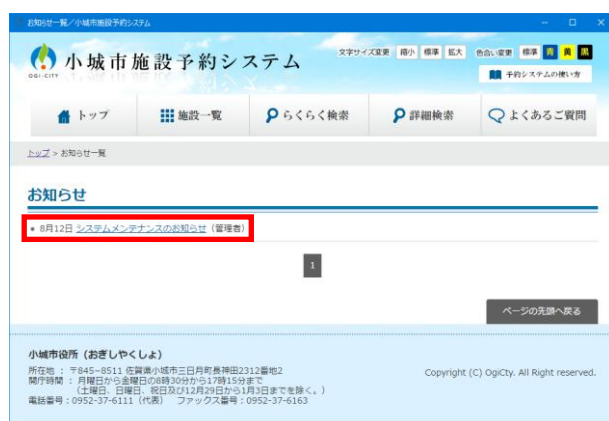 お知らせ一覧／小城市施設予約システム
OGI-CITY
小城市施設予約システム
文字サイズ変更 縮小 標準 拡大 色合い変更 標準 青 黄 黒
予約システムの使い方
トップ 施設一覧 らくらく検索 詳細検索 よくあるご質問
トップ > お知らせ一覧
お知らせ
8月12日 システムメンテナンスのお知らせ（管理者）
1
ページの先頭へ戻る
小城市役所（おぎしやくしょ）
所在地 ： 〒845-8511 佐賀県小城市三日月町長神田2312番地2
開庁時間 ： 月曜日から金曜日の8時30分から17時15分まで
（土曜日、日曜日、祝日及び12月29日から1月3日までを除く。）
電話番号：0952-37-6111（代表） ファックス番号：0952-37-6163
Copyright (C) OgiCty. All Right reserved.